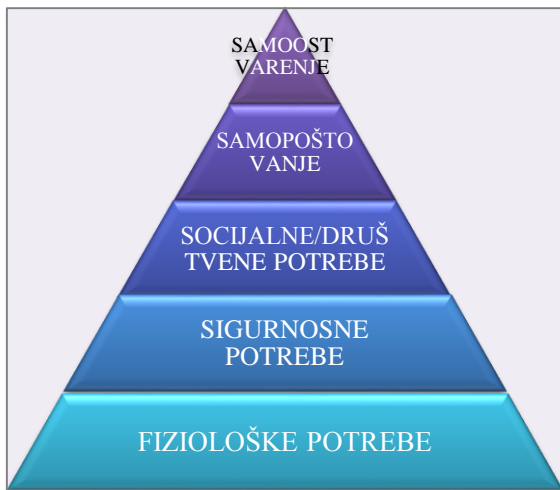 SAMOOST
VARENJE
SAMOPOŠTO
VANJE
SOCIJALNE/DRUŠ
TVENE POTREBE
SIGURNOSNE
POTREBE
FIZIOLOŠKE POTREBE